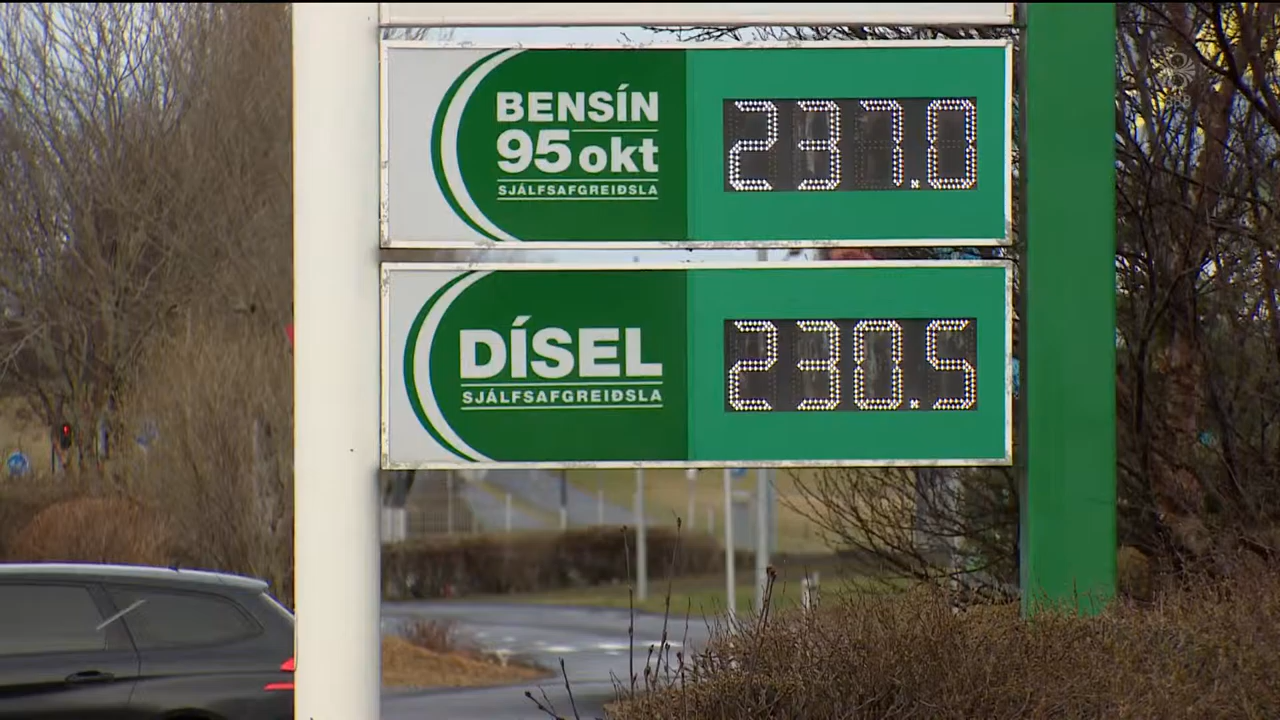 BENSÍN
95 okt
SJÁLFSAFGREIÐSLA
237.0
DÍSEL
SJÁLFSAFGREIÐSLA
230.5